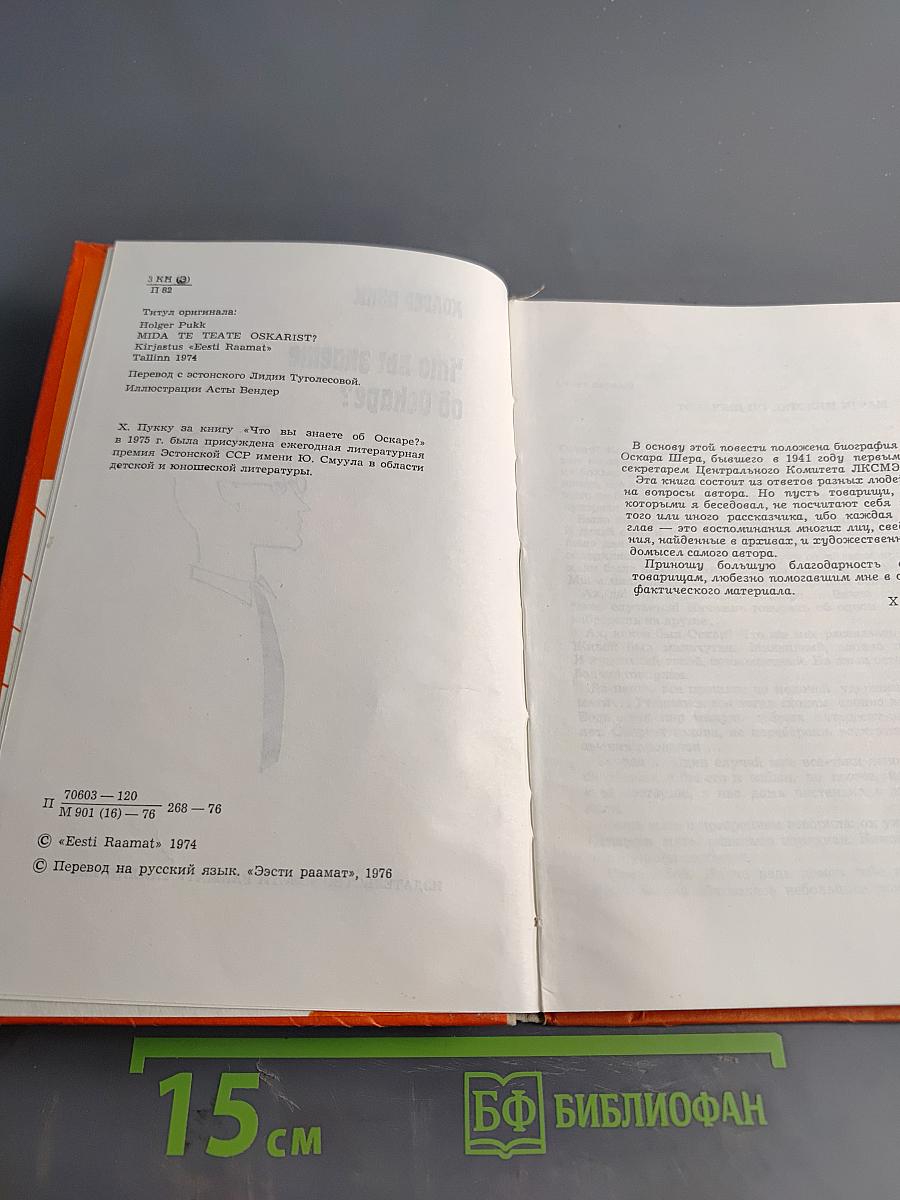 3 КН (Э)
П 82
Титул оригинала:
Holger Pukk
MIDA TE TEATE OSKARIST?
Kirjastus «Eesti Raamat»
Tallinn 1974
Перевод с эстонского Лидии Туголесовой.
Иллюстрации Асты Вендер
Х. Пукку за книгу «Что вы знаете об Оскаре?»
в 1975 г. была присуждена ежегодная литературная
премия Эстонской ССР имени Ю. Смуула в области
детской и юношеской литературы.
П 70603 — 120
М 901 (16) — 76 268 — 76
© «Eesti Raamat» 1974
© Перевод на русский язык. «Ээсти раамат», 1976
В основу этой повести положена биография
Оскара Шера, бывшего в 1941 году первым
секретарем Центрального Комитета ЛКСМЭ
Эта книга состоит из ответов разных людей
на вопросы автора. Но пусть товарищи,
которыми я беседовал, не посчитают себя
того или иного рассказчика, ибо каждая
глав — это воспоминания многих лиц, свед
ния, найденные в архивах, и художественн
домысел самого автора.
Приношу большую благодарность
товарищам, любезно помогавшим мне в с
фактического материала.
Х
15 см
БФ БИБЛИОФАН